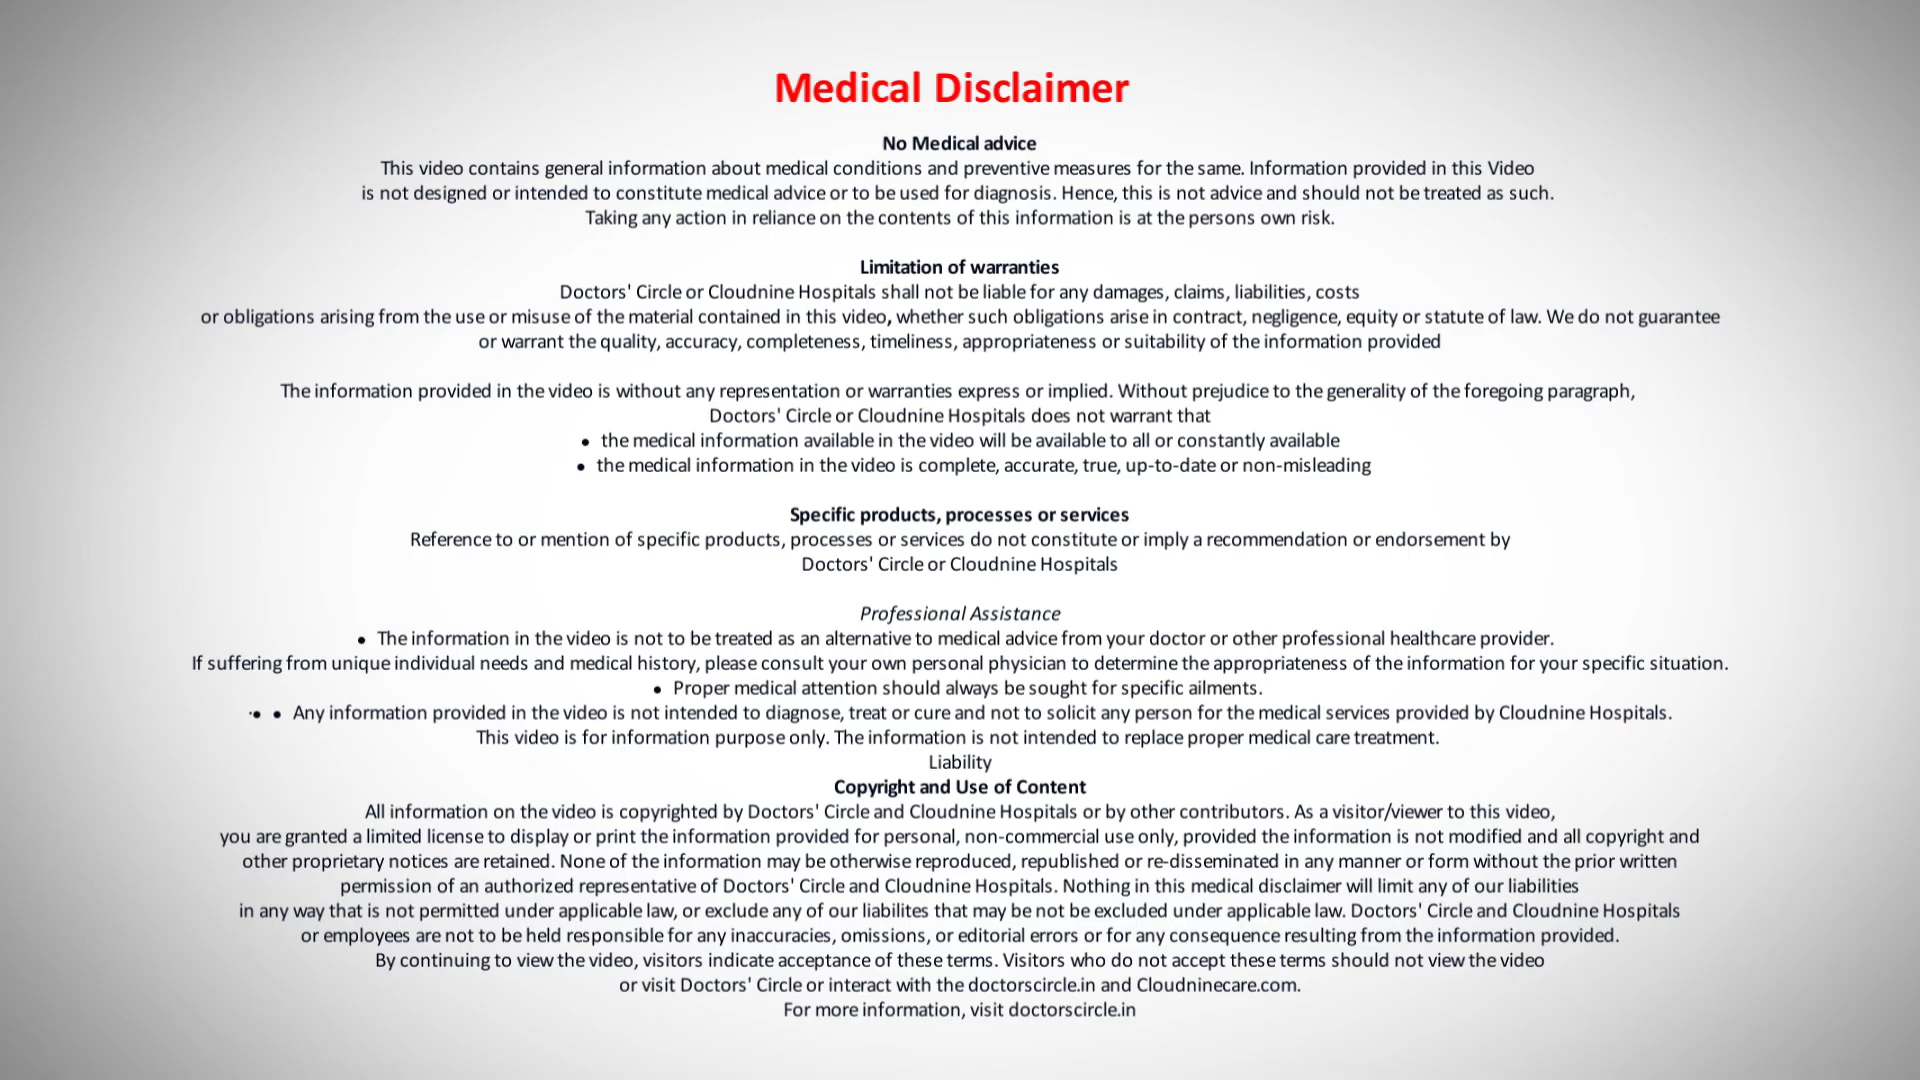 Medical Disclaimer
No Medical advice
This video contains general information about medical conditions and preventive measures for the same. Information provided in this Video
is not designed or intended to constitute medical advice or to be used for diagnosis. Hence, this is not advice and should not be treated as such.
Taking any action in reliance on the contents of this information is at the persons own risk.
Limitation of warranties
Doctors' Circle or Cloudnine Hospitals shall not be liable for any damages, claims, liabilities, costs
or obligations arising from the use or misuse of the material contained in this video, whether such obligations arise in contract, negligence, equity or statute of law. We do not guarantee
or warrant the quality, accuracy, completeness, timeliness, appropriateness or suitability of the information provided
The information provided in the video is without any representation or warranties express or implied. Without prejudice to the generality of the foregoing paragraph,
Doctors' Circle or Cloudnine Hospitals does not warrant that
• the medical information available in the video will be available to all or constantly available
• the medical information in the video is complete, accurate, true, up-to-date or non-misleading
Specific products, processes or services
Reference to or mention of specific products, processes or services do not constitute or imply a recommendation or endorsement by
Doctors' Circle or Cloudnine Hospitals
Professional Assistance
• The information in the video is not to be treated as an alternative to medical advice from your doctor or other professional healthcare provider.
If suffering from unique individual needs and medical history, please consult your own personal physician to determine the appropriateness of the information for your specific situation.
• Proper medical attention should always be sought for specific ailments.
·• • Any information provided in the video is not intended to diagnose, treat or cure and not to solicit any person for the medical services provided by Cloudnine Hospitals.
This video is for information purpose only. The information is not intended to replace proper medical care treatment.
Liability
Copyright and Use of Content
All information on the video is copyrighted by Doctors' Circle and Cloudnine Hospitals or by other contributors. As a visitor/viewer to this video,
you are granted a limited license to display or print the information provided for personal, non-commercial use only, provided the information is not modified and all copyright and
other proprietary notices are retained. None of the information may be otherwise reproduced, republished or re-disseminated in any manner or form without the prior written
permission of an authorized representative of Doctors' Circle and Cloudnine Hospitals. Nothing in this medical disclaimer will limit any of our liabilities
in any way that is not permitted under applicable law, or exclude any of our liabilites that may be not be excluded under applicable law. Doctors' Circle and Cloudnine Hospitals
or employees are not to be held responsible for any inaccuracies, omissions, or editorial errors or for any consequence resulting from the information provided.
By continuing to view the video, visitors indicate acceptance of these terms. Visitors who do not accept these terms should not view the video
or visit Doctors' Circle or interact with the doctorscircle.in and Cloudninecare.com.
For more information, visit doctorscircle.in